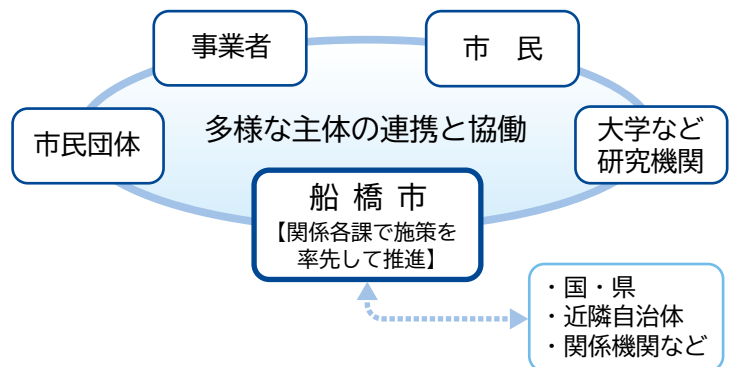 事業者
市　民
市民団体
多様な主体の連携と協働
大学など
研究機関
船 橋 市
【関係各課で施策を
率先して推進】
・国・県
・近隣自治体
・関係機関など